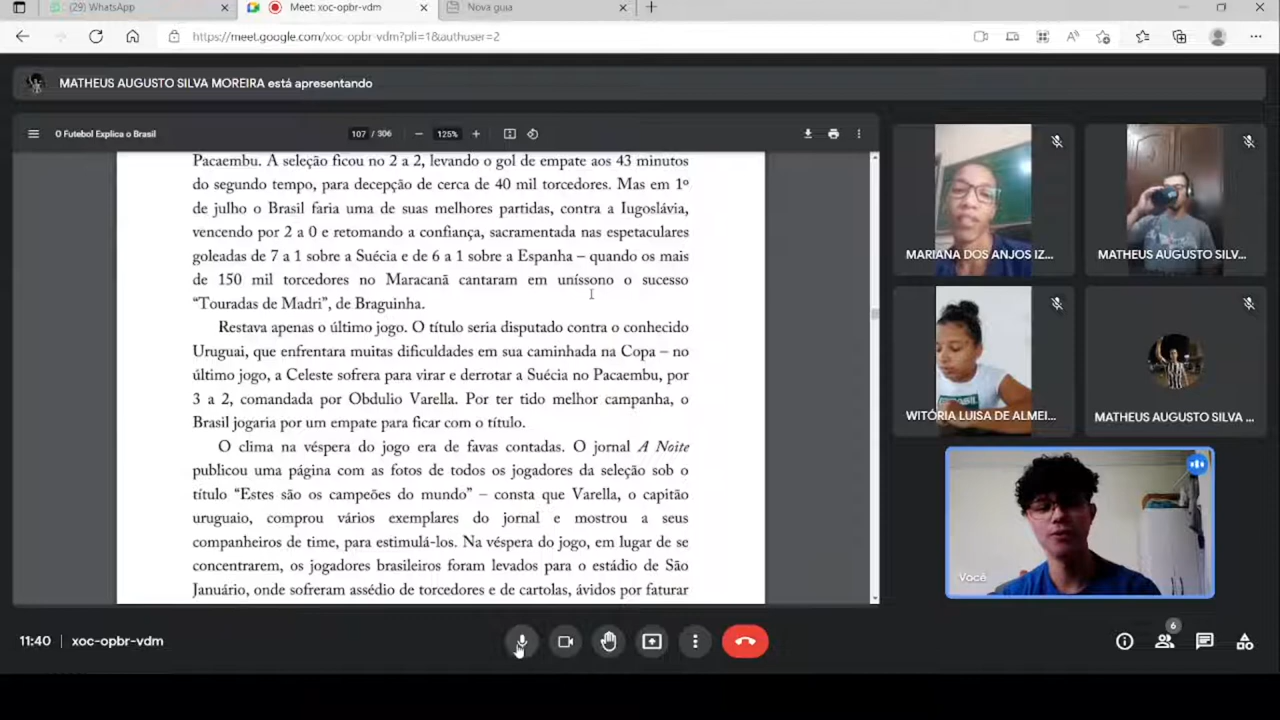 (29) WhatsApp
Meet: xoc-opbr-vdm
Nova guia
https://meet.google.com/xoc-opbr-vdm?pli=1&authuser=2
MATHEUS AUGUSTO SILVA MOREIRA está apresentando
O Futebol Explica o Brasil
107 / 306
125%
Pacaembu. A seleção ficou no 2 a 2, levando o gol de empate aos 43 minutos
do segundo tempo, para decepção de cerca de 40 mil torcedores. Mas em 1º
de julho o Brasil faria uma de suas melhores partidas, contra a Iugoslávia,
vencendo por 2 a 0 e retomando a confiança, sacramentada nas espetaculares
goleadas de 7 a 1 sobre a Suécia e de 6 a 1 sobre a Espanha – quando os mais
de 150 mil torcedores no Maracanã cantaram em uníssono o sucesso
“Touradas de Madri”, de Braguinha.
Restava apenas o último jogo. O título seria disputado contra o conhecido
Uruguai, que enfrentara muitas dificuldades em sua caminhada na Copa – no
último jogo, a Celeste sofrera para virar e derrotar a Suécia no Pacaembu, por
3 a 2, comandada por Obdulio Varella. Por ter tido melhor campanha, o
Brasil jogaria por um empate para ficar com o título.
O clima na véspera do jogo era de favas contadas. O jornal A Noite
publicou uma página com as fotos de todos os jogadores da seleção sob o
título “Estes são os campeões do mundo” – consta que Varella, o capitão
uruguaio, comprou vários exemplares do jornal e mostrou a seus
companheiros de time, para estimulá-los. Na véspera do jogo, em lugar de se
concentrarem, os jogadores brasileiros foram levados para o estádio de São
Januário, onde sofreram assédio de torcedores e de cartolas, ávidos por faturar
MARIANA DOS ANJOS IZ...
MATHEUS AUGUSTO SILV...
WITÓRIA LUISA DE ALMEI...
MATHEUS AUGUSTO SILVA ...
Você
11:40 | xoc-opbr-vdm
6